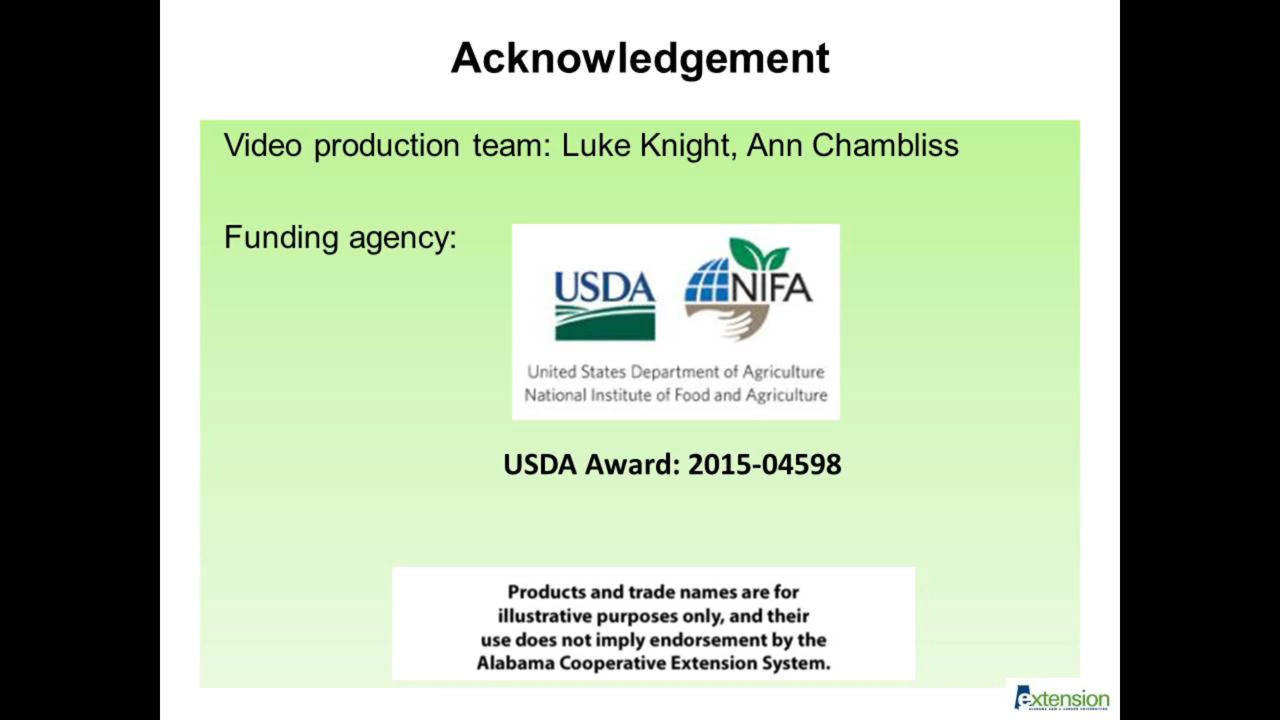 Acknowledgement
Video production team: Luke Knight, Ann Chambliss
Funding agency:
USDA NIFA
United States Department of Agriculture
National Institute of Food and Agriculture
USDA Award: 2015-04598
Products and trade names are for
illustrative purposes only, and their
use does not imply endorsement by the
Alabama Cooperative Extension System.
extension